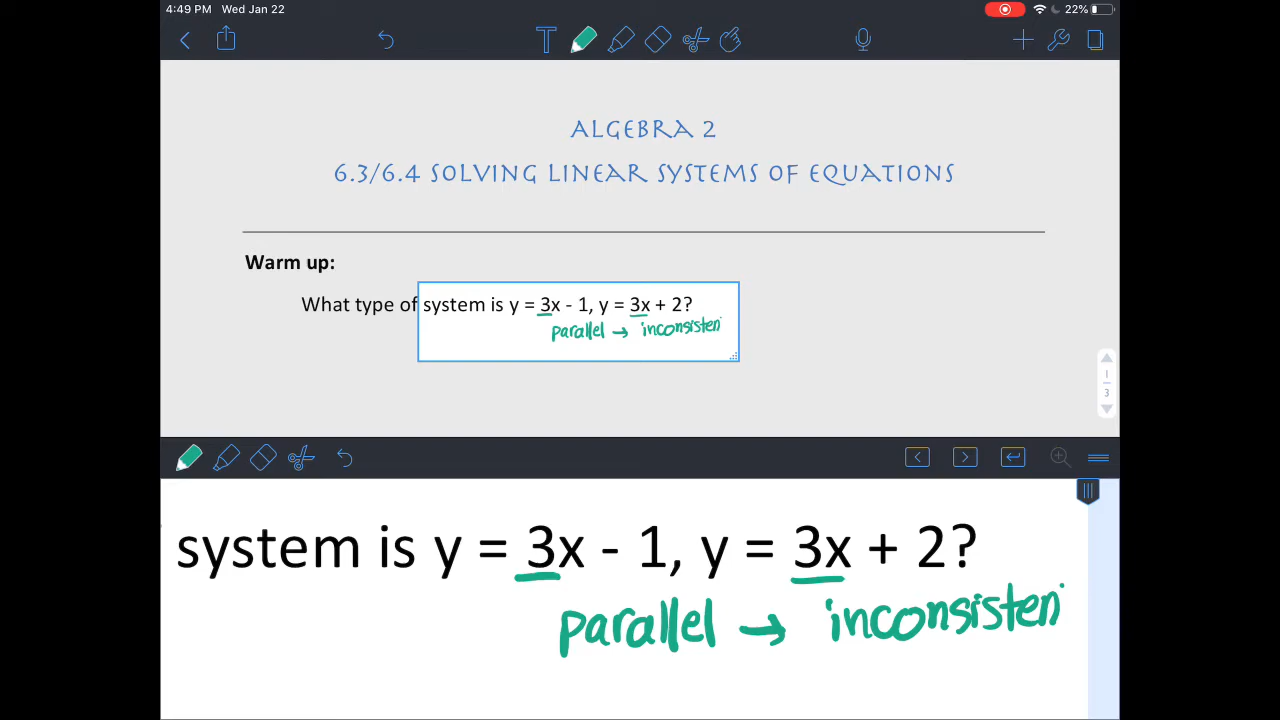 4:49 PM Wed Jan 22
22%
T
ALGEBRA 2
6.3/6.4 SOLVING LINEAR SYSTEMS OF EQUATIONS
Warm up:
What type of system is y = 3x - 1, y = 3x + 2?
parallel → inconsisten
1
3
system is y = 3x - 1, y = 3x + 2?
parallel → inconsisten